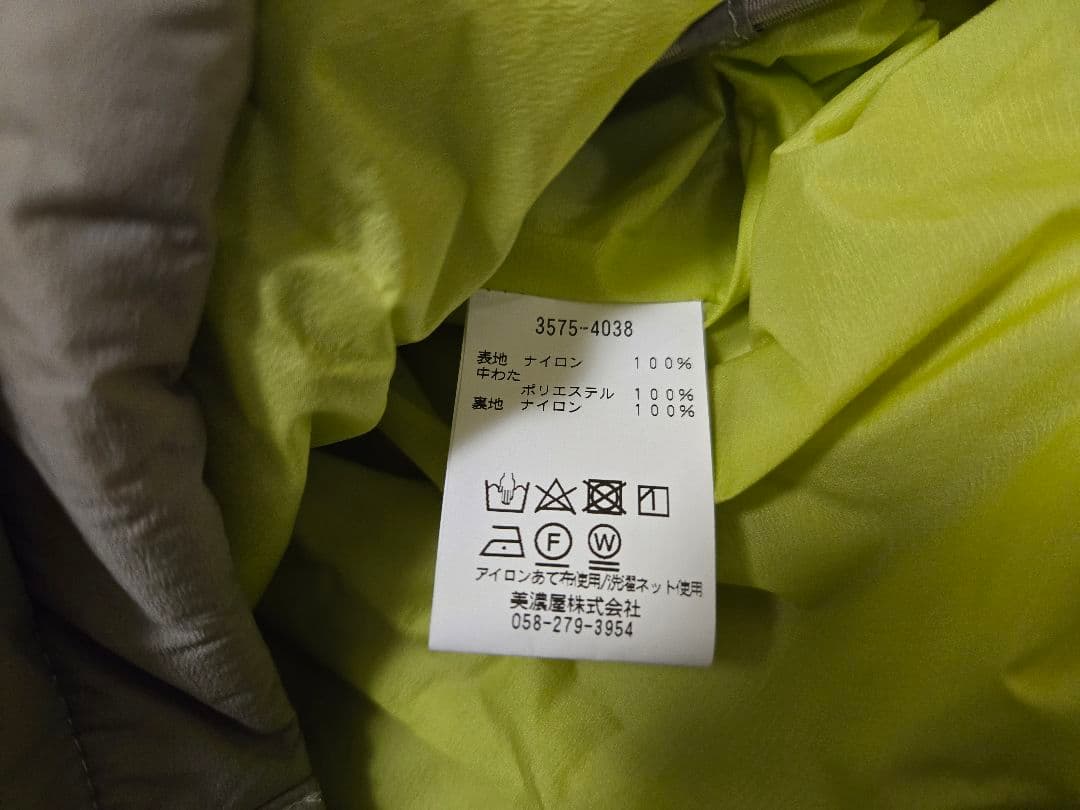 3575-4038
表地 ナイロン 100%
中わた
ポリエステル 100%
裏地 ナイロン 100%
F W
アイロンあて布使用/洗濯ネット使用
美濃屋株式会社
058-279-3954